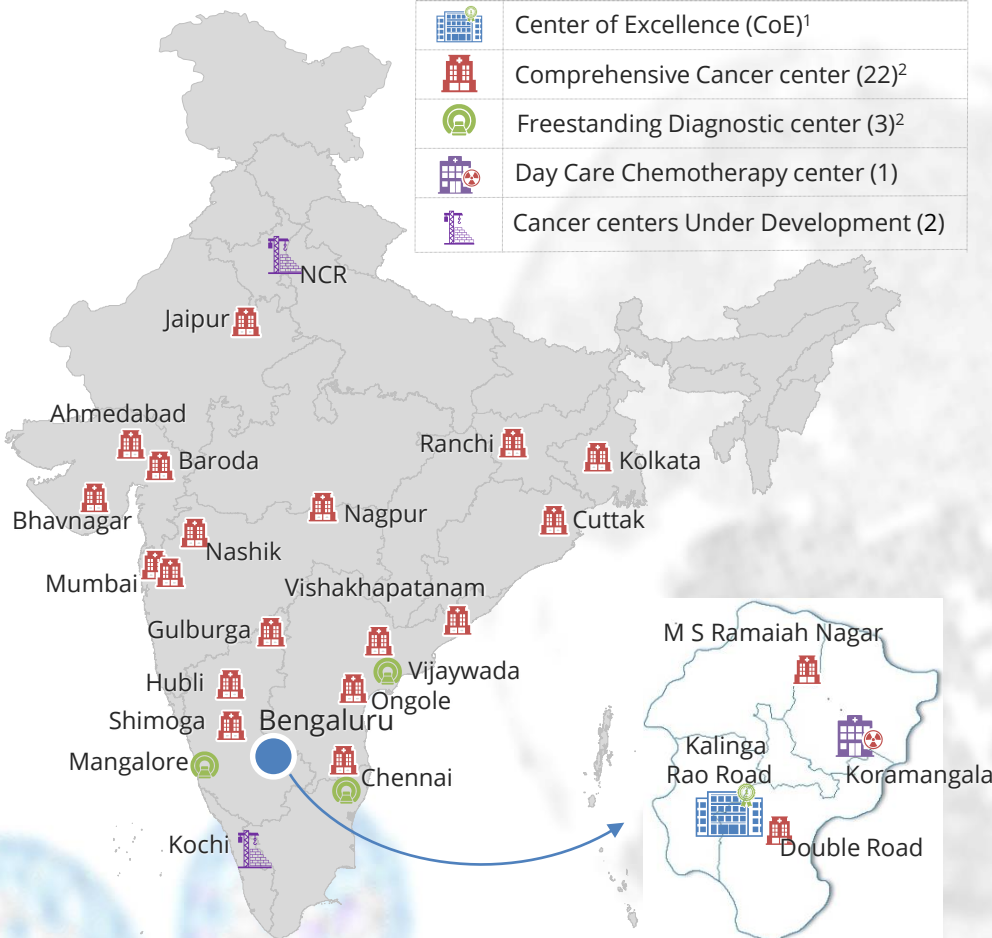 Center of Excellence (CoE)¹
Comprehensive Cancer center (22)²
Freestanding Diagnostic center (3)²
Day Care Chemotherapy center (1)
Cancer centers Under Development (2)
NCR
Jaipur
Ahmedabad
Baroda
Bhavnagar
Ranchi
Kolkata
Nagpur
Cuttak
Nashik
Mumbai
Vishakhapatanam
Gulburga
Vijaywada
Hubli
Ongole
Shimoga
Bengaluru
Mangalore
Chennai
Kochi
M S Ramaiah Nagar
Kalinga
Rao Road
Koramangala
Double Road